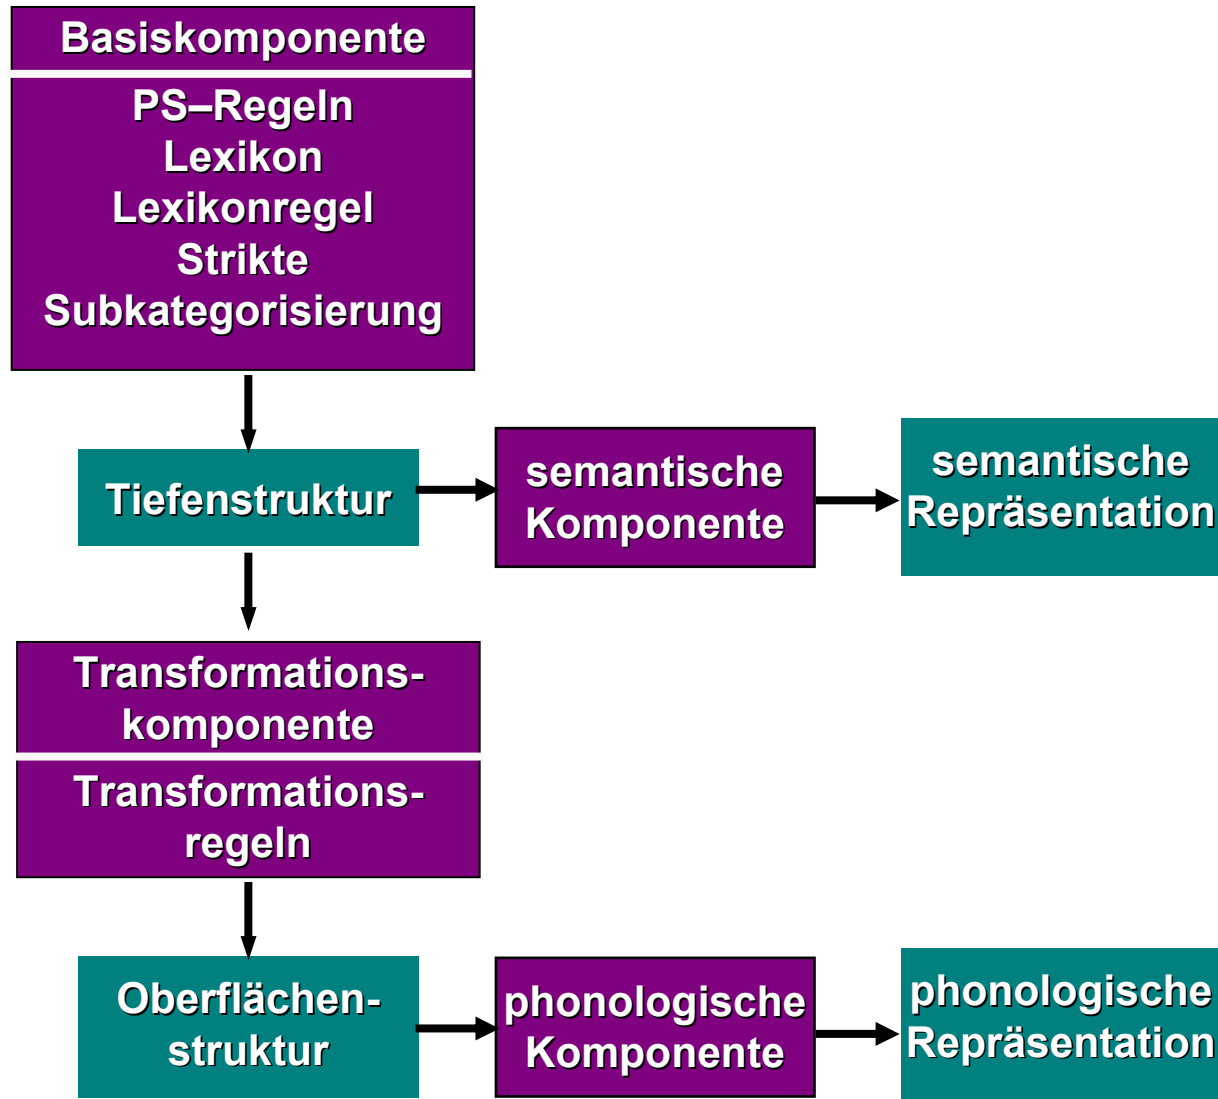 Basiskomponente
PS–Regeln
Lexikon
Lexikonregel
Strikte
Subkategorisierung
Tiefenstruktur
semantische
Komponente
semantische
Repräsentation
Transformations-
komponente
Transformations-
regeln
Oberflächen-
struktur
phonologische
Komponente
phonologische
Repräsentation